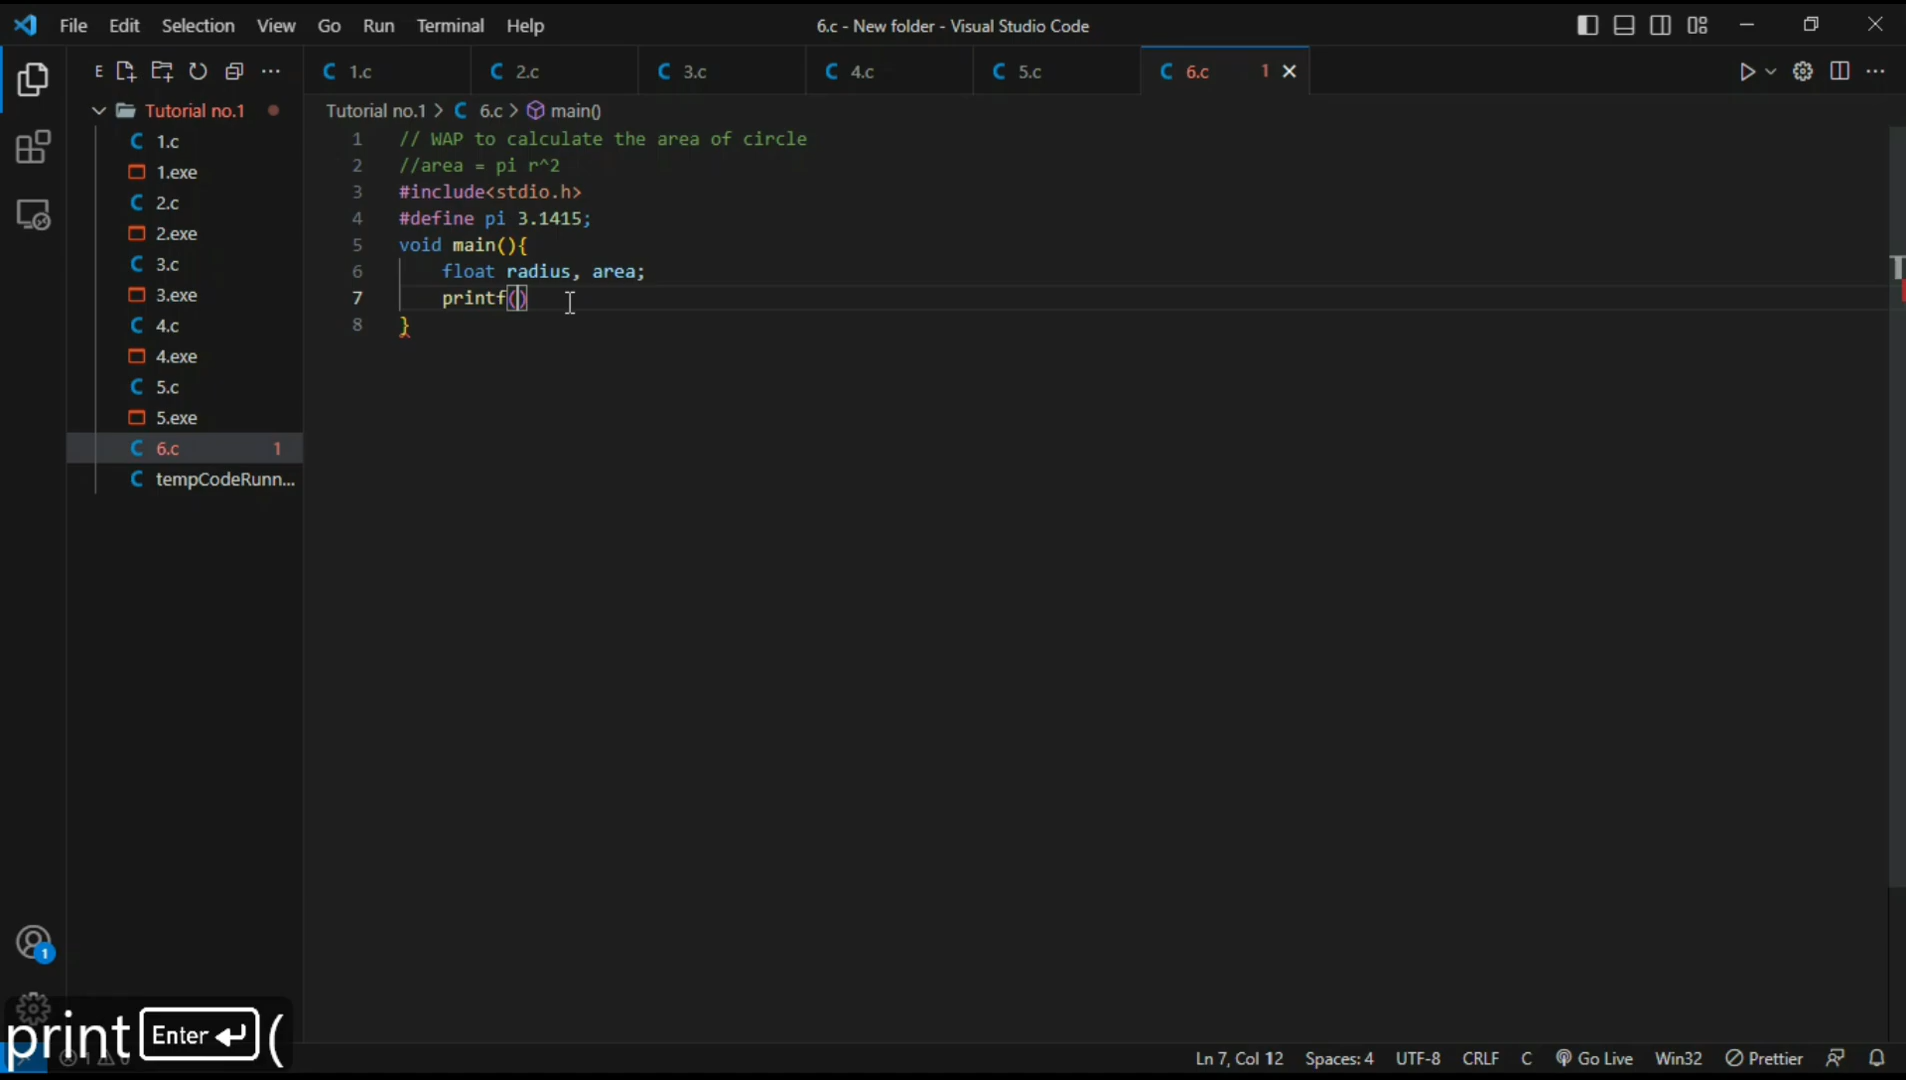 File Edit Selection View Go Run Terminal Help 6.c - New folder - Visual Studio Code
E 1.c 2.c 3.c 4.c 5.c 6.c 1
Tutorial no.1
Tutorial no.1 > 6.c > main()
1.c
1.exe
2.c
2.exe
3.c
3.exe
4.c
4.exe
5.c
5.exe
6.c 1
tempCodeRunn...
1 // WAP to calculate the area of circle
2 //area = pi r^2
3 #include<stdio.h>
4 #define pi 3.1415;
5 void main(){
6 float radius, area;
7 printf()
8 }
1
print Enter ↵ (
Ln 7, Col 12 Spaces: 4 UTF-8 CRLF C Go Live Win32 Prettier